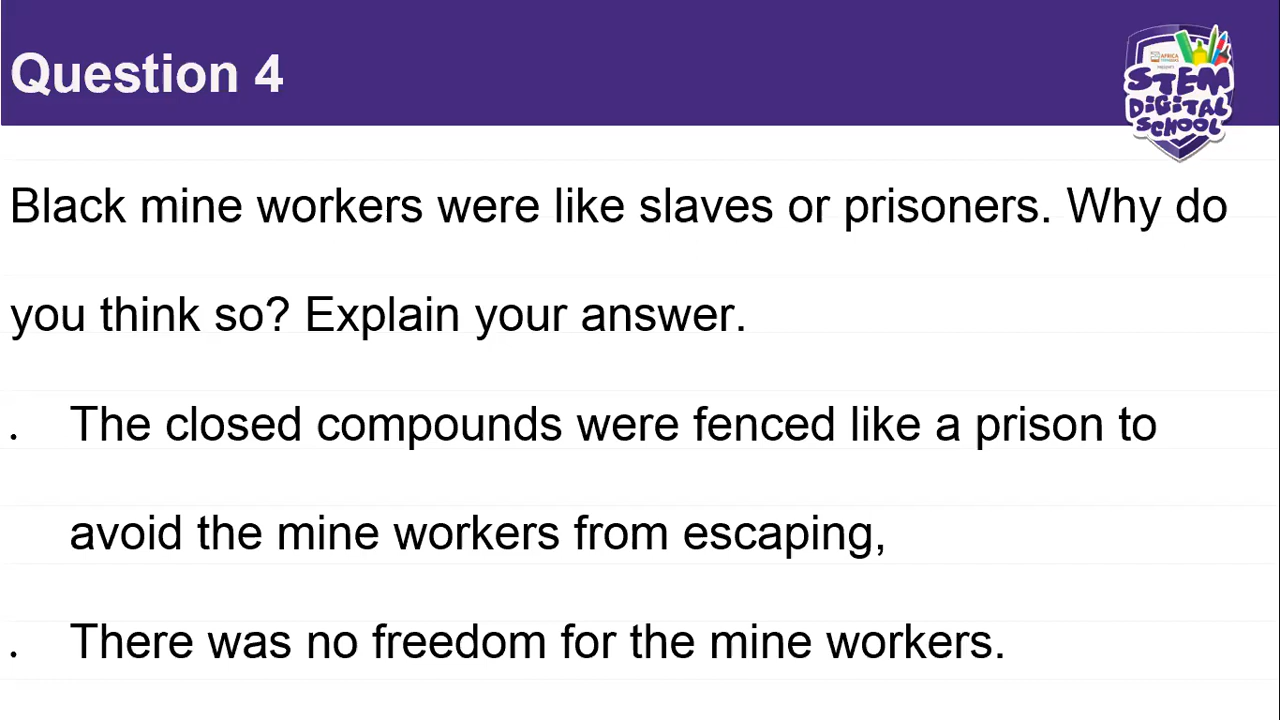 Question 4
AFRICA
STEM
DIGITAL
SCHOOL
Black mine workers were like slaves or prisoners. Why do
you think so? Explain your answer.
. The closed compounds were fenced like a prison to
avoid the mine workers from escaping,
. There was no freedom for the mine workers.